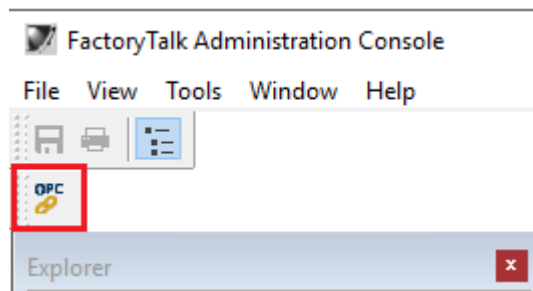 FactoryTalk Administration Console
File View Tools Window Help
OPC
Explorer
x